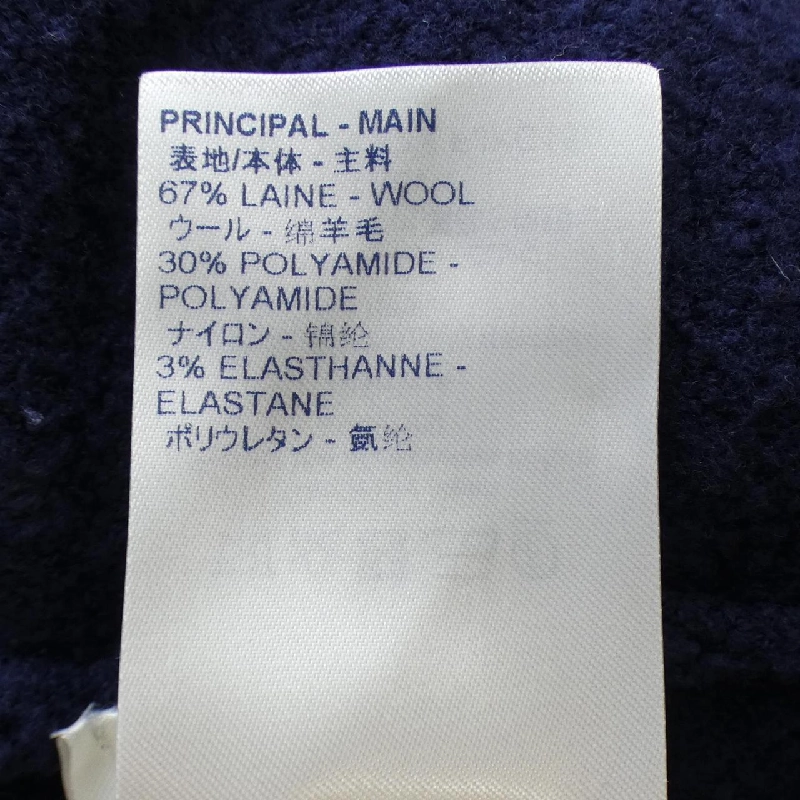 PRINCIPAL - MAIN
表地/本体 - 主料
67% LAINE - WOOL
ウール - 绵羊毛
30% POLYAMIDE -
POLYAMIDE
ナイロン - 锦纶
3% ELASTHANNE -
ELASTANE
ポリウレタン - 氨纶